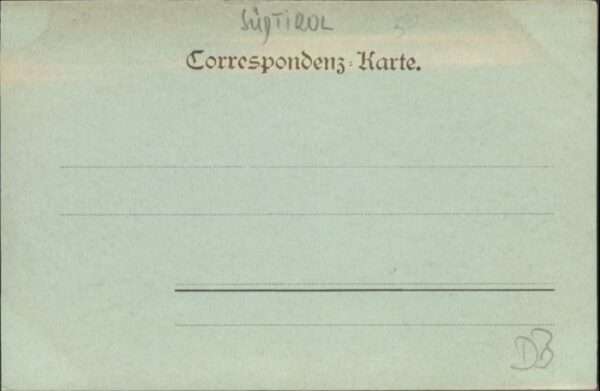 SÜDTIROL
Correspondenz-Karte.
DB